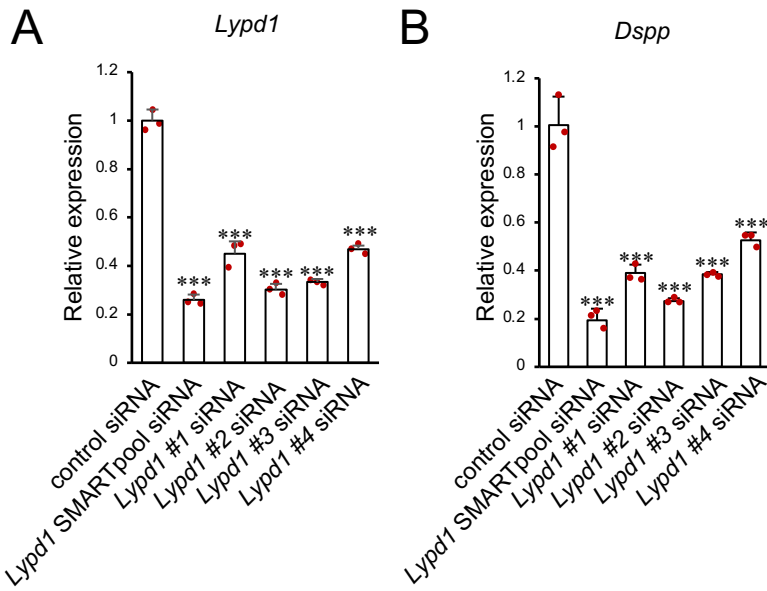 A
Lypd1
Relative expression
1.2
1
0.8
0.6
0.4
0.2
0
***
***
***
***
***
control siRNA
Lypd1 SMARTpool siRNA
Lypd1 #1 siRNA
Lypd1 #2 siRNA
Lypd1 #3 siRNA
Lypd1 #4 siRNA
B
Dspp
Relative expression
1.2
1
0.8
0.6
0.4
0.2
0
***
***
***
***
***
control siRNA
Lypd1 SMARTpool siRNA
Lypd1 #1 siRNA
Lypd1 #2 siRNA
Lypd1 #3 siRNA
Lypd1 #4 siRNA